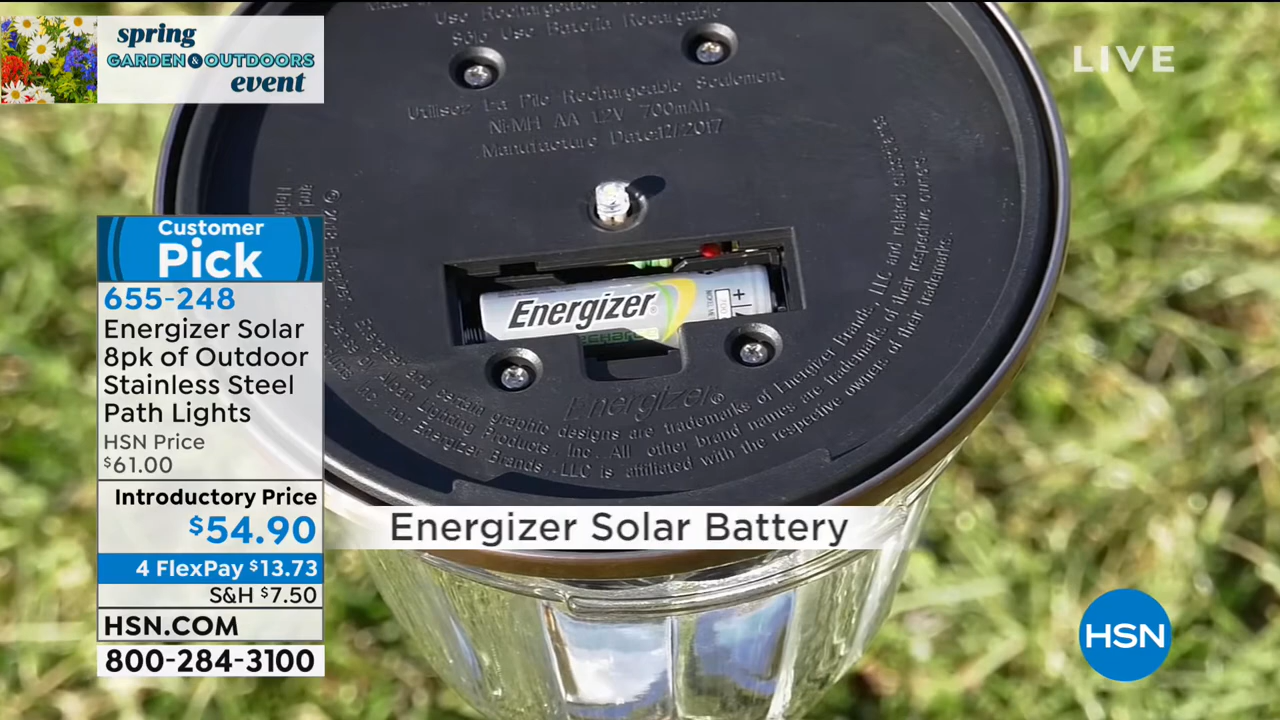 spring
GARDEN & OUTDOORS
event
LIVE
Customer
Pick
655-248
Energizer Solar
8pk of Outdoor
Stainless Steel
Path Lights
HSN Price
$61.00
Introductory Price
$54.90
4 FlexPay $13.73
S&H $7.50
HSN.COM
800-284-3100
Use Rechargeable
Sólo Use Batería Recargable
Utilisez La Pile Rechargeable Seulement
Ni-MH AA 1.2V 700mAh
Manufacture Date:12/2017
Energizer®
Energizer®
Energizer and certain graphic designs are trademarks of Energizer Brands, LLC and related subsidiaries
Lighting Products, Inc. All other brand names are trademarks of their respective owners.
Inc. nor Energizer Brands, LLC is affiliated with the respective owners of their trademarks.
Energizer Solar Battery
HSN